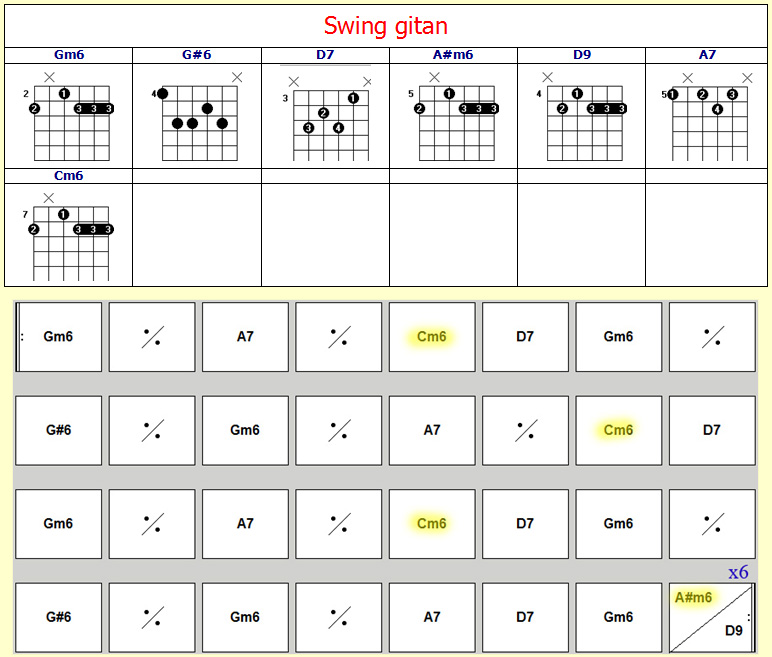 Swing gitan
Gm6 G#6 D7 A#m6 D9 A7
2 4 3 5 4 5
1 2 3 3 3
1 2 3 4
1 2 3 3 3
1 2 3 3 3
1 2 3 4
Cm6
7
1 2 3 3 3
Gm6 A7 Cm6 D7 Gm6
G#6 Gm6 A7 Cm6 D7
Gm6 A7 Cm6 D7 Gm6
x6
G#6 Gm6 A7 D7 Gm6 A#m6 D9